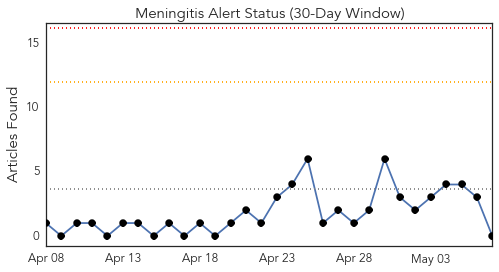 Meningitis Alert Status (30-Day Window)
Articles Found
15
10
5
0
Apr 08
Apr 13
Apr 18
Apr 23
Apr 28
May 03